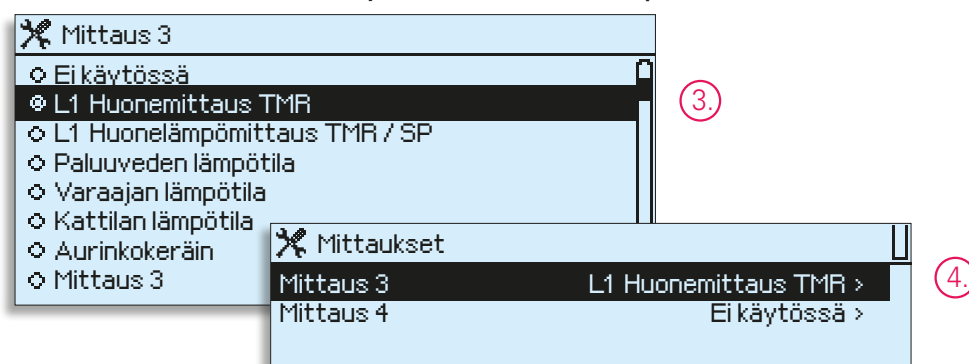 Mittaus 3
Ei käytössä
L1 Huonemittaus TMR
L1 Huonelämpömittaus TMR / SP
Paluuveden lämpötila
Varaajan lämpötila
Kattilan lämpötila
Aurinkokeräin
Mittaus 3
3.
Mittaukset
Mittaus 3 L1 Huonemittaus TMR >
Mittaus 4 Ei käytössä >
4.